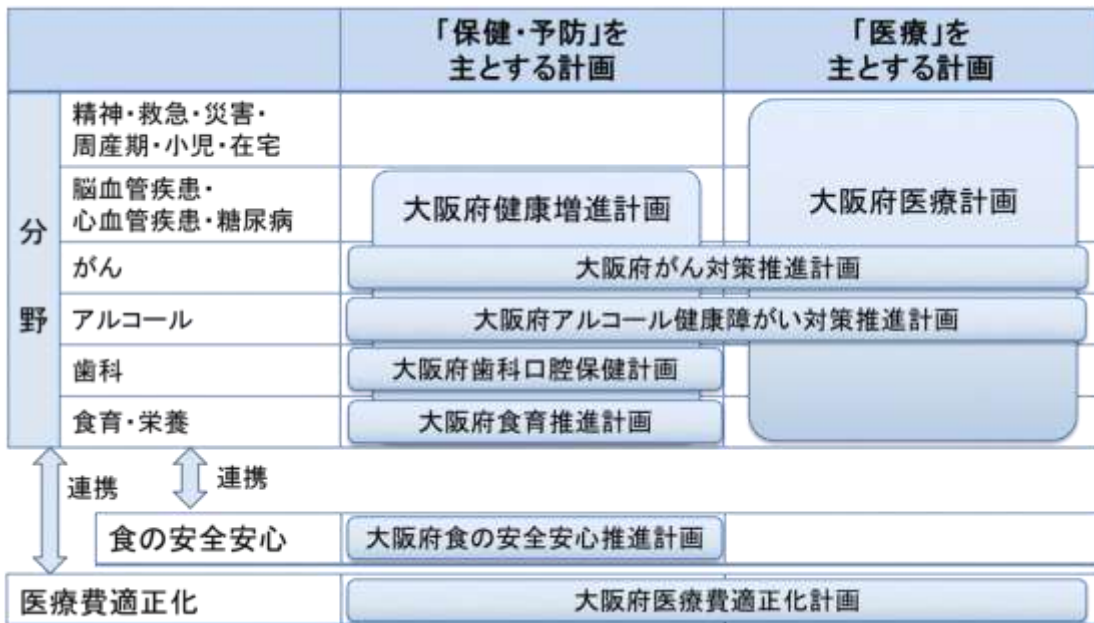 「保健・予防」を
主とする計画
「医療」を
主とする計画
分
野
精神・救急・災害・
周産期・小児・在宅
脳血管疾患・
心血管疾患・糖尿病
大阪府健康増進計画
大阪府医療計画
がん
大阪府がん対策推進計画
アルコール
大阪府アルコール健康障がい対策推進計画
歯科
大阪府歯科口腔保健計画
食育・栄養
大阪府食育推進計画
連携
連携
食の安全安心
大阪府食の安全安心推進計画
医療費適正化
大阪府医療費適正化計画